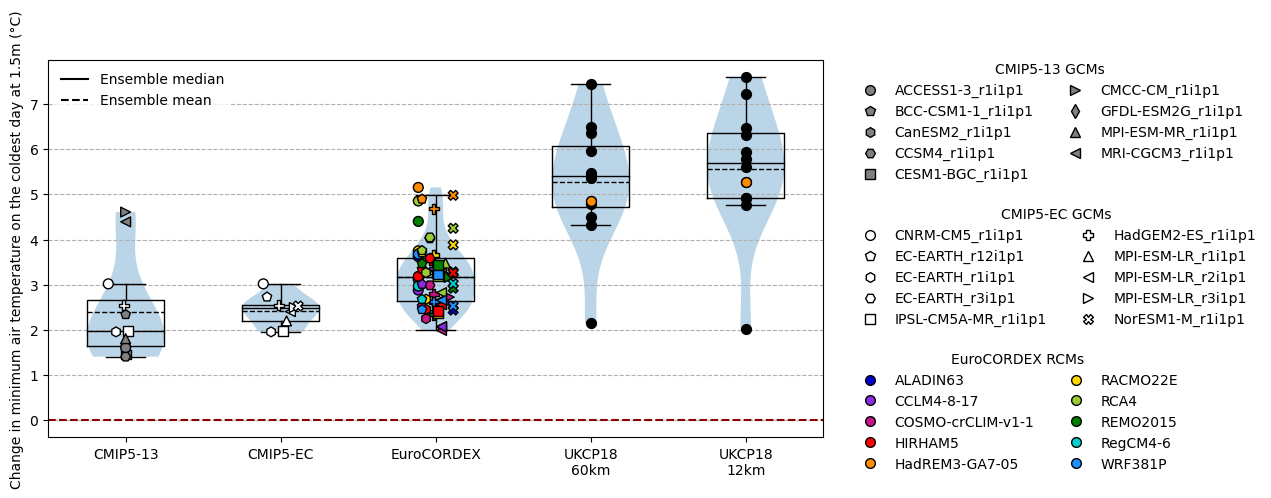 Change in minimum air temperature on the coldest day at 1.5m (°C)
Ensemble median
Ensemble mean
7
6
5
4
3
2
1
0
CMIP5-13
CMIP5-EC
EuroCORDEX
UKCP18
60km
UKCP18
12km
CMIP5-13 GCMs
ACCESS1-3_r1i1p1
BCC-CSM1-1_r1i1p1
CanESM2_r1i1p1
CCSM4_r1i1p1
CESM1-BGC_r1i1p1
CMCC-CM_r1i1p1
GFDL-ESM2G_r1i1p1
MPI-ESM-MR_r1i1p1
MRI-CGCM3_r1i1p1
CMIP5-EC GCMs
CNRM-CM5_r1i1p1
EC-EARTH_r12i1p1
EC-EARTH_r1i1p1
EC-EARTH_r3i1p1
IPSL-CM5A-MR_r1i1p1
HadGEM2-ES_r1i1p1
MPI-ESM-LR_r1i1p1
MPI-ESM-LR_r2i1p1
MPI-ESM-LR_r3i1p1
NorESM1-M_r1i1p1
EuroCORDEX RCMs
ALADIN63
CCLM4-8-17
COSMO-crCLIM-v1-1
HIRHAM5
HadREM3-GA7-05
RACMO22E
RCA4
REMO2015
RegCM4-6
WRF381P